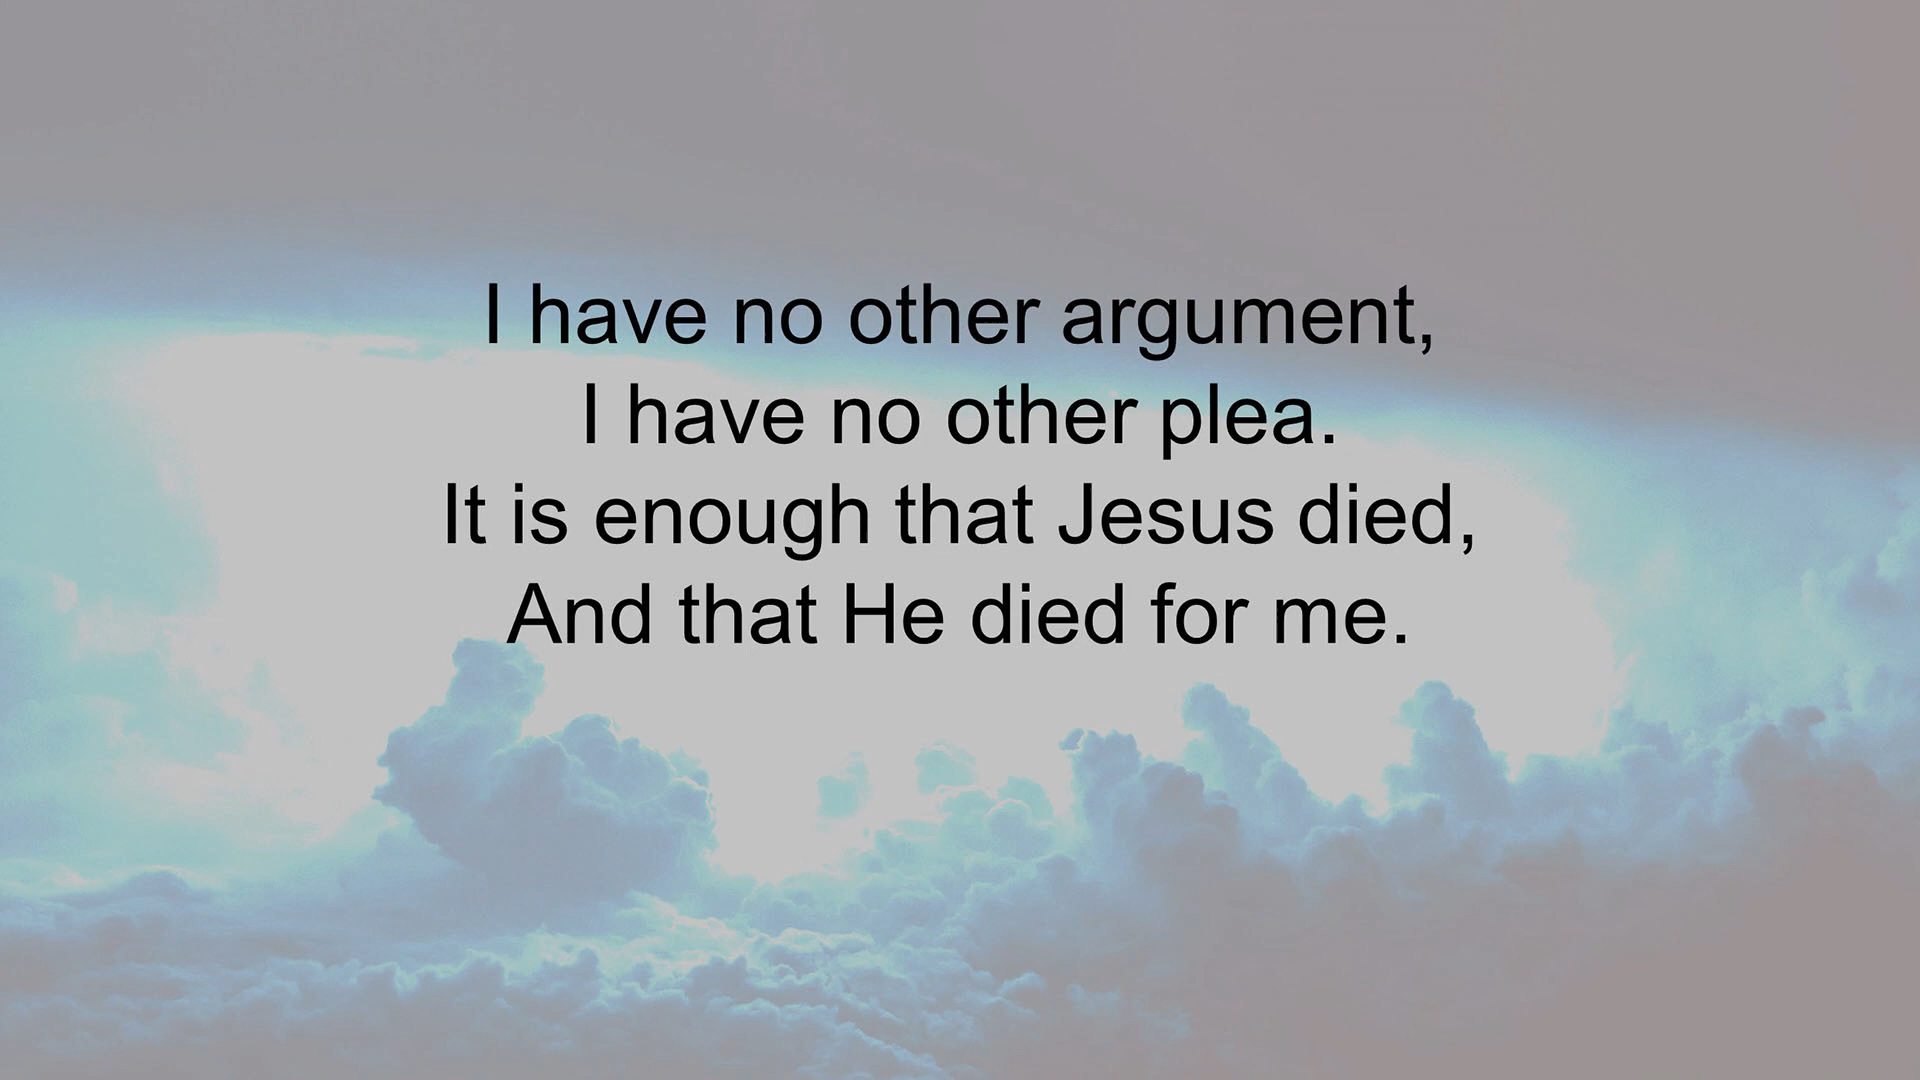 I have no other argument,
I have no other plea.
It is enough that Jesus died,
And that He died for me.